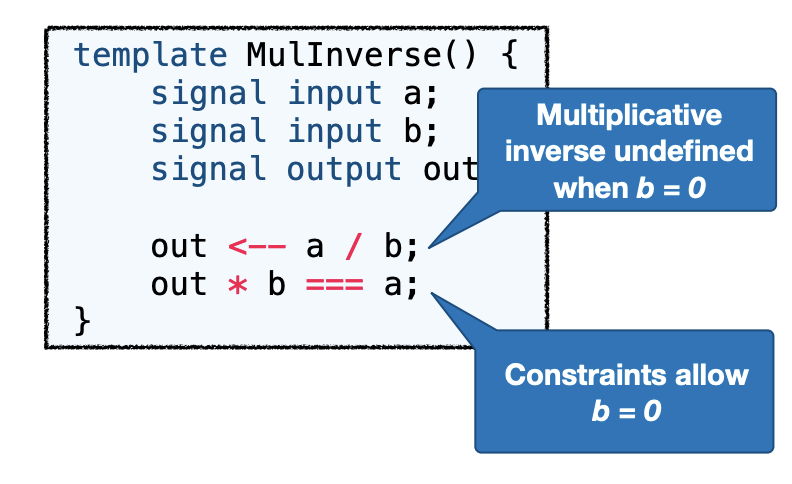 template MulInverse() {
signal input a;
signal input b;
signal output out
out <-- a / b;
out * b === a;
}
Multiplicative
inverse undefined
when b = 0
Constraints allow
b = 0